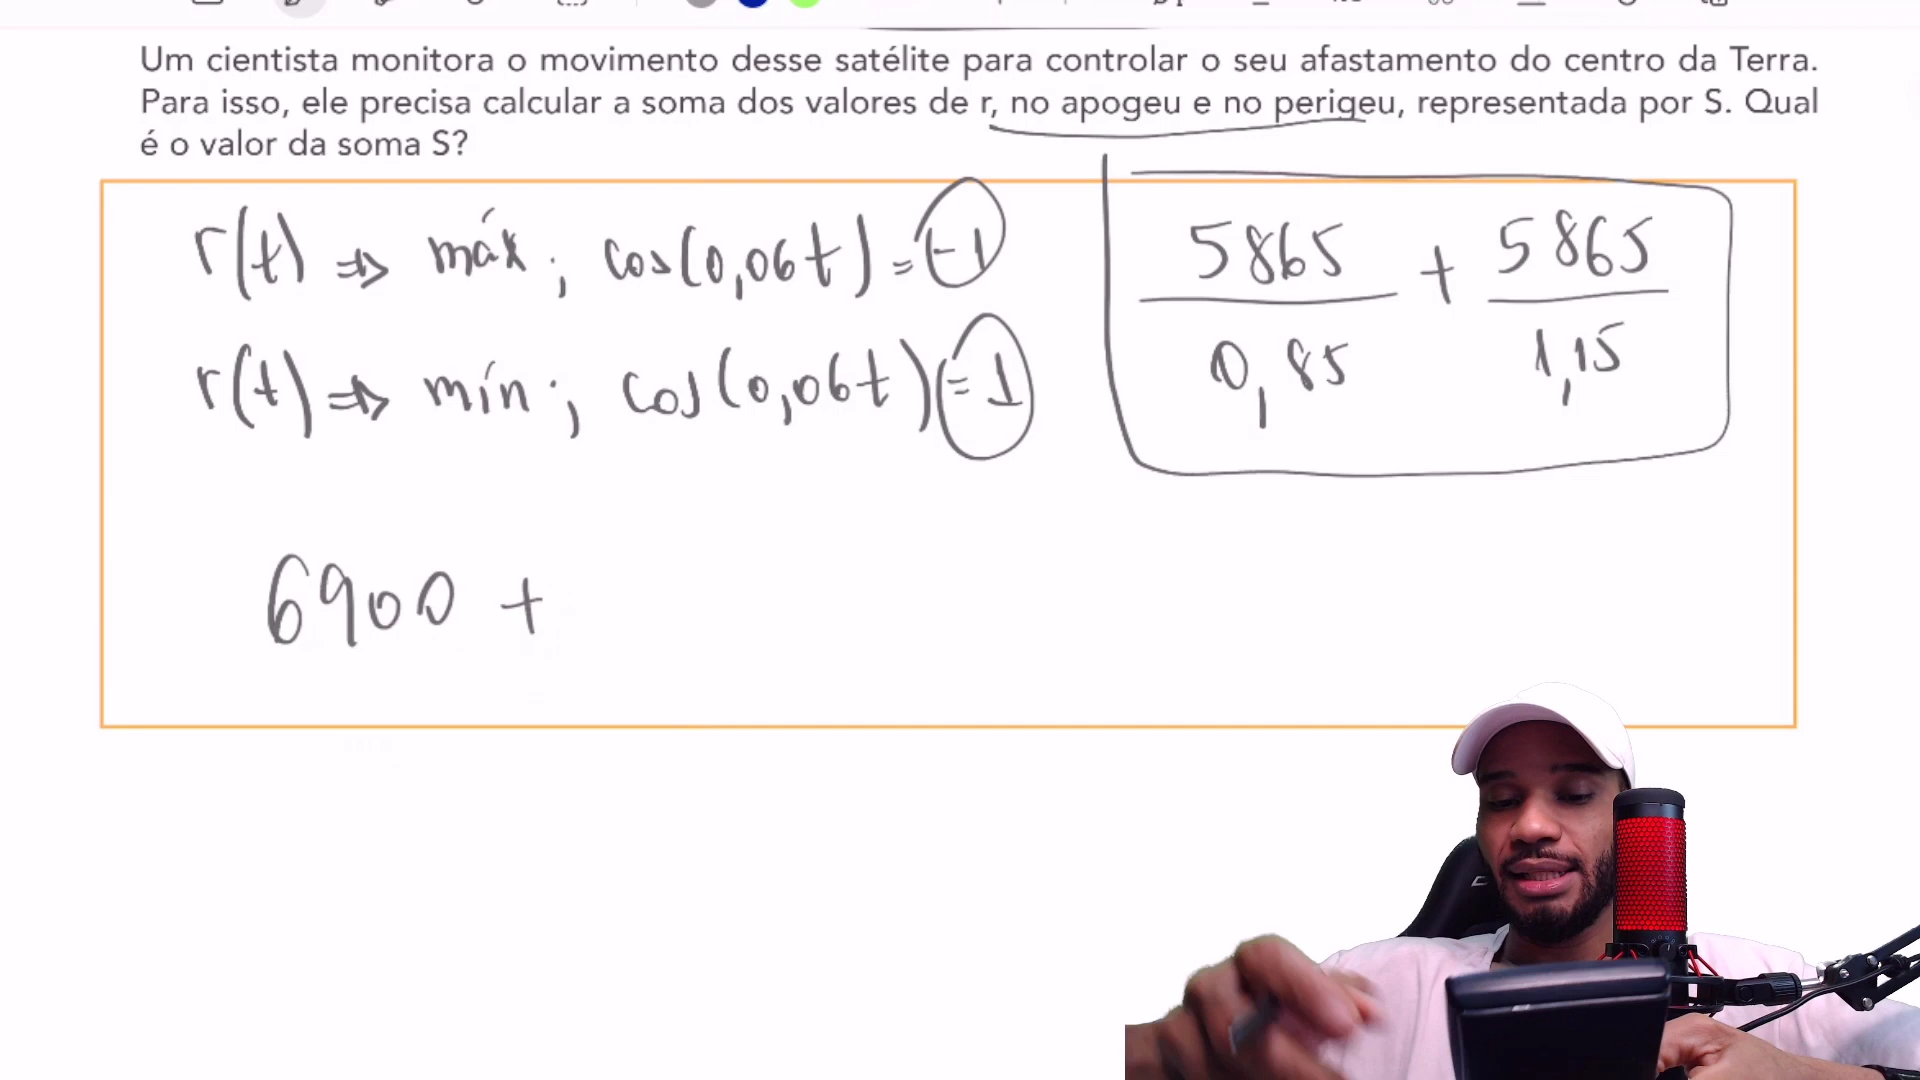 Um cientista monitora o movimento desse satélite para controlar o seu afastamento do centro da Terra.
Para isso, ele precisa calcular a soma dos valores de r, no apogeu e no perigeu, representada por S. Qual
é o valor da soma S?
r(t) ⇒ máx; cos(0,06t) = -1
r(t) ⇒ mín; cos(0,06t) = 1
5865 + 5865
0,85 1,15
6900 +